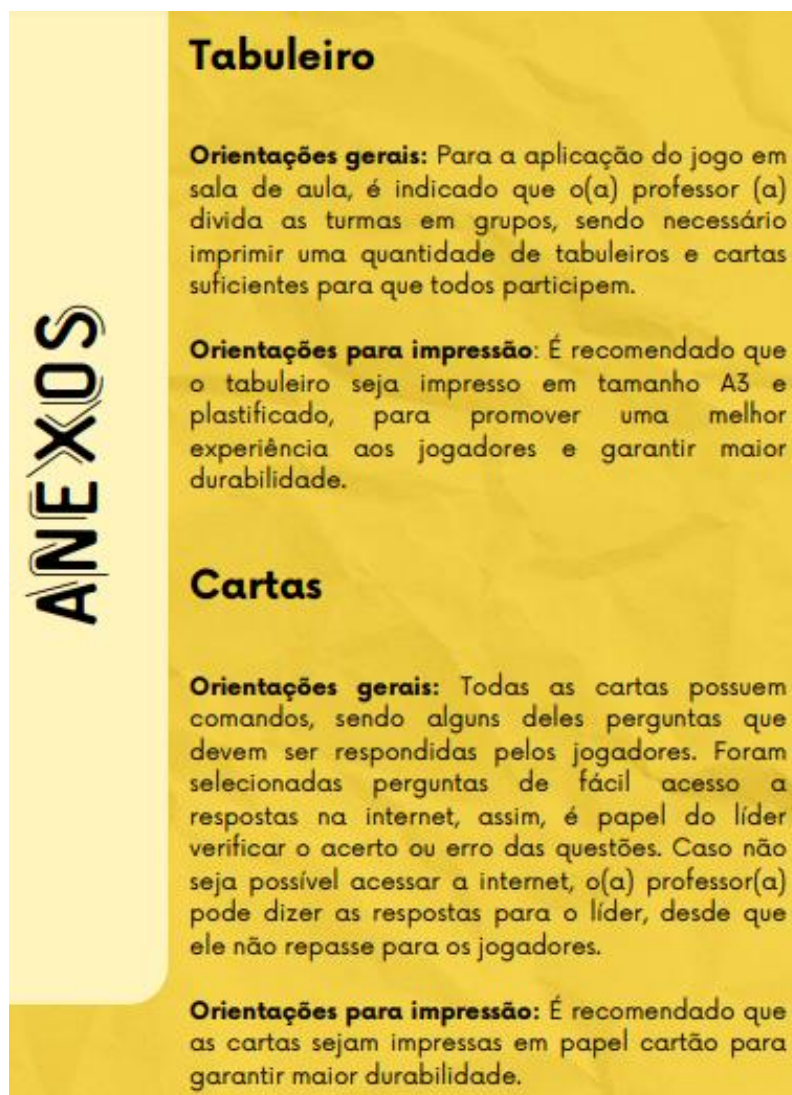 ANEXOS
Tabuleiro
Orientações gerais: Para a aplicação do jogo em
sala de aula, é indicado que o(a) professor (a)
divida as turmas em grupos, sendo necessário
imprimir uma quantidade de tabuleiros e cartas
suficientes para que todos participem.
Orientações para impressão: É recomendado que
o tabuleiro seja impresso em tamanho A3 e
plastificado, para promover uma melhor
experiência aos jogadores e garantir maior
durabilidade.
Cartas
Orientações gerais: Todas as cartas possuem
comandos, sendo alguns deles perguntas que
devem ser respondidas pelos jogadores. Foram
selecionadas perguntas de fácil acesso a
respostas na internet, assim, é papel do líder
verificar o acerto ou erro das questões. Caso não
seja possível acessar a internet, o(a) professor(a)
pode dizer as respostas para o líder, desde que
ele não repasse para os jogadores.
Orientações para impressão: É recomendado que
as cartas sejam impressas em papel cartão para
garantir maior durabilidade.